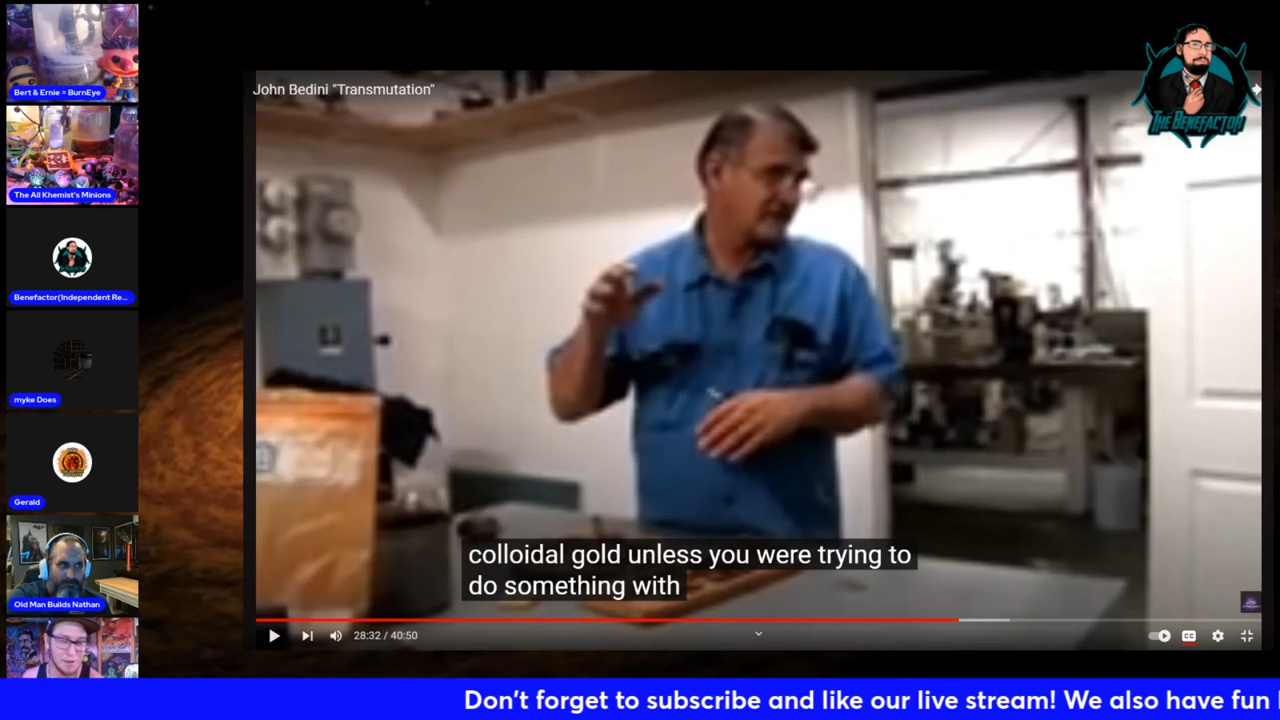 Bert & Ernie = BurnEye
The All Khemist's Minions
Benefactor(Independent Re...
myke Does
Gerald
Old Man Builds Nathan
John Bedini "Transmutation"
THE BENEFACTOR
colloidal gold unless you were trying to
do something with
28:32 / 40:50
CC
Don't forget to subscribe and like our live stream! We also have fun